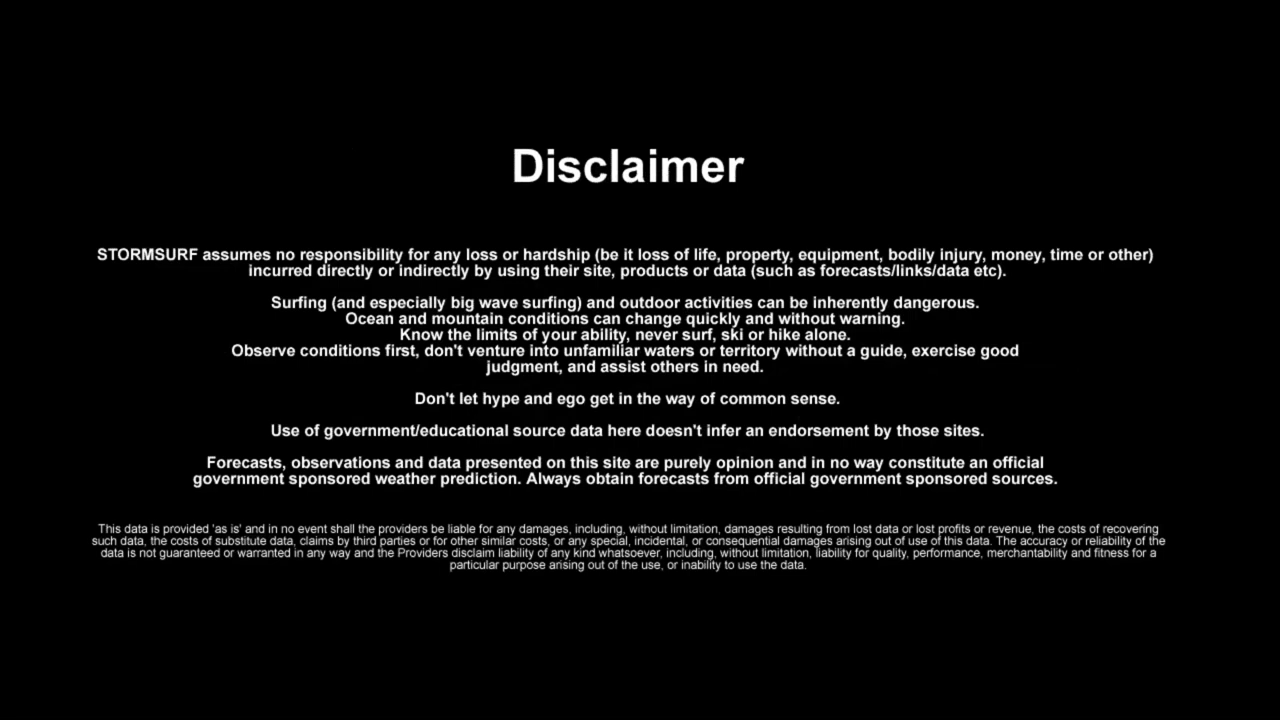 Disclaimer
STORMSURF assumes no responsibility for any loss or hardship (be it loss of life, property, equipment, bodily injury, money, time or other)
incurred directly or indirectly by using their site, products or data (such as forecasts/links/data etc).
Surfing (and especially big wave surfing) and outdoor activities can be inherently dangerous.
Ocean and mountain conditions can change quickly and without warning.
Know the limits of your ability, never surf, ski or hike alone.
Observe conditions first, don't venture into unfamiliar waters or territory without a guide, exercise good
judgment, and assist others in need.
Don't let hype and ego get in the way of common sense.
Use of government/educational source data here doesn't infer an endorsement by those sites.
Forecasts, observations and data presented on this site are purely opinion and in no way constitute an official
government sponsored weather prediction. Always obtain forecasts from official government sponsored sources.
This data is provided 'as is' and in no event shall the providers be liable for any damages, including, without limitation, damages resulting from lost data or lost profits or revenue, the costs of recovering
such data, the costs of substitute data, claims by third parties or for other similar costs, or any special, incidental, or consequential damages arising out of use of this data. The accuracy or reliability of the
data is not guaranteed or warranted in any way and the Providers disclaim liability of any kind whatsoever, including, without limitation, liability for quality, performance, merchantability and fitness for a
particular purpose arising out of the use, or inability to use the data.